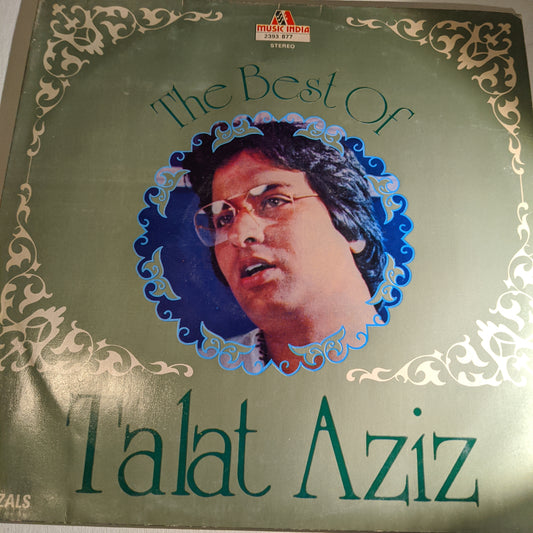 MUSIC INDIA
2393 877
STEREO
The Best Of
Talat Aziz
ZALS